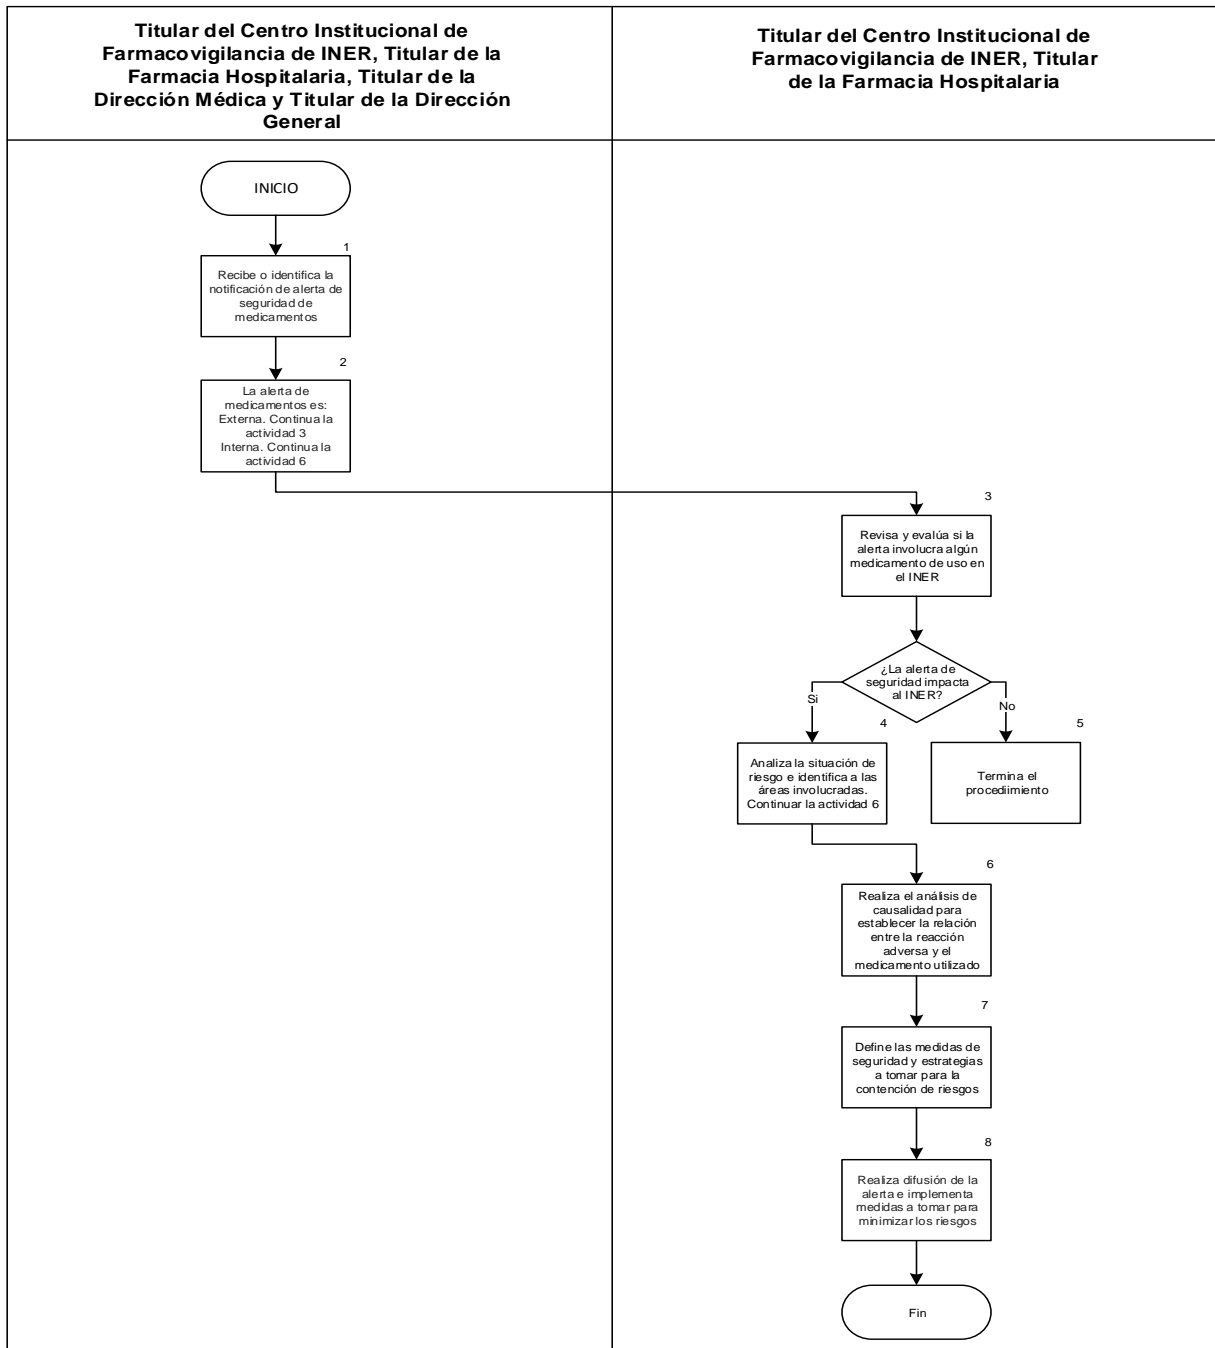 Titular del Centro Institucional de
Farmacovigilancia de INER, Titular de la
Farmacia Hospitalaria, Titular de la
Dirección Médica y Titular de la Dirección
General
Titular del Centro Institucional de
Farmacovigilancia de INER, Titular
de la Farmacia Hospitalaria
INICIO
1
Recibe o identifica la
notificación de alerta de
seguridad de
medicamentos
2
La alerta de
medicamentos es:
Externa. Continua la
actividad 3
Interna. Continua la
actividad 6
3
Revisa y evalúa si la
alerta involucra algún
medicamento de uso en
el INER
¿La alerta de
seguridad impacta
al INER?
Si
No
4
Analiza la situación de
riesgo e identifica a las
áreas involucradas.
Continuar la actividad 6
5
Termina el
procediimiento
6
Realiza el análisis de
causalidad para
establecer la relación
entre la reacción
adversa y el
medicamento utilizado
7
Define las medidas de
seguridad y estrategias
a tomar para la
contención de riesgos
8
Realiza difusión de la
alerta e implementa
medidas a tomar para
minimizar los riesgos
Fin